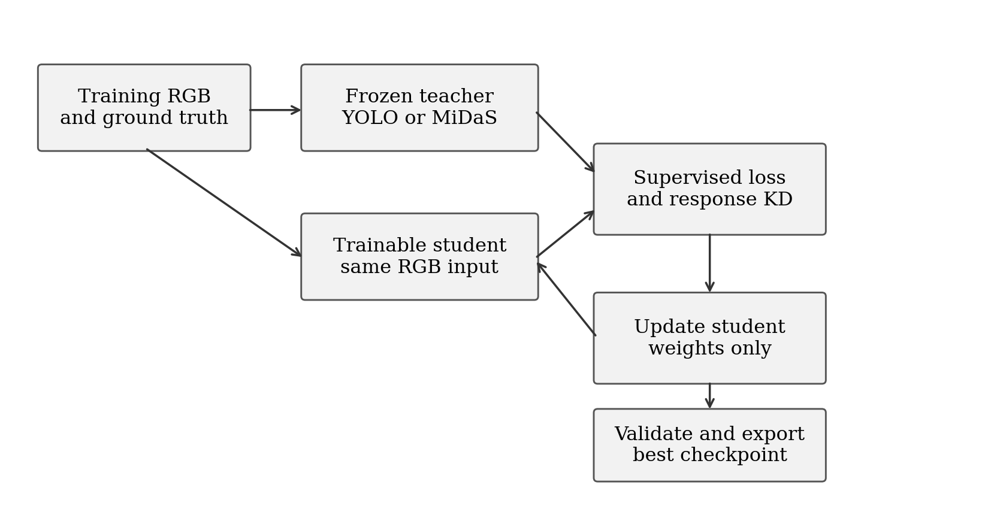 Training RGB
and ground truth
Frozen teacher
YOLO or MiDaS
Supervised loss
and response KD
Trainable student
same RGB input
Update student
weights only
Validate and export
best checkpoint